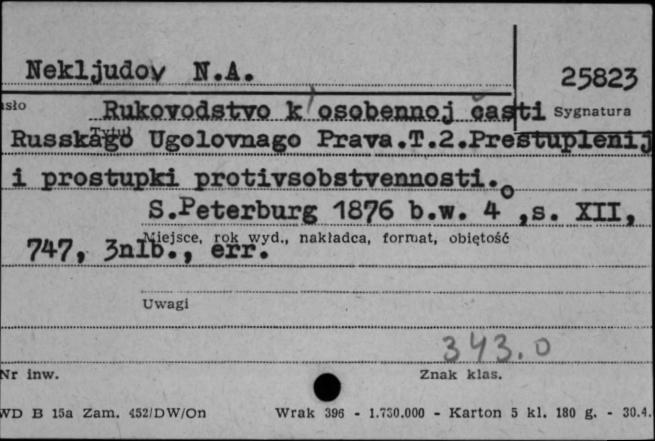 Nekljudov N.A.
25823
asło
Rukovodstvo k osobennoj časti
Sygnatura
Tytuł
Russkago Ugolovnago Prava.T.2.Prestuplenij
i prostupki protivsobstvennosti.
S.Peterburg 1876 b.w. 4°,s. XII,
Miejsce, rok wyd., nakładca, format, objętość
747, 3nlb., err.
Uwagi
343.0
Nr inw.
Znak klas.
WD B 15a Zam. 452/DW/On
Wrak 396 - 1.730.000 - Karton 5 kl. 180 g. - 30.4.